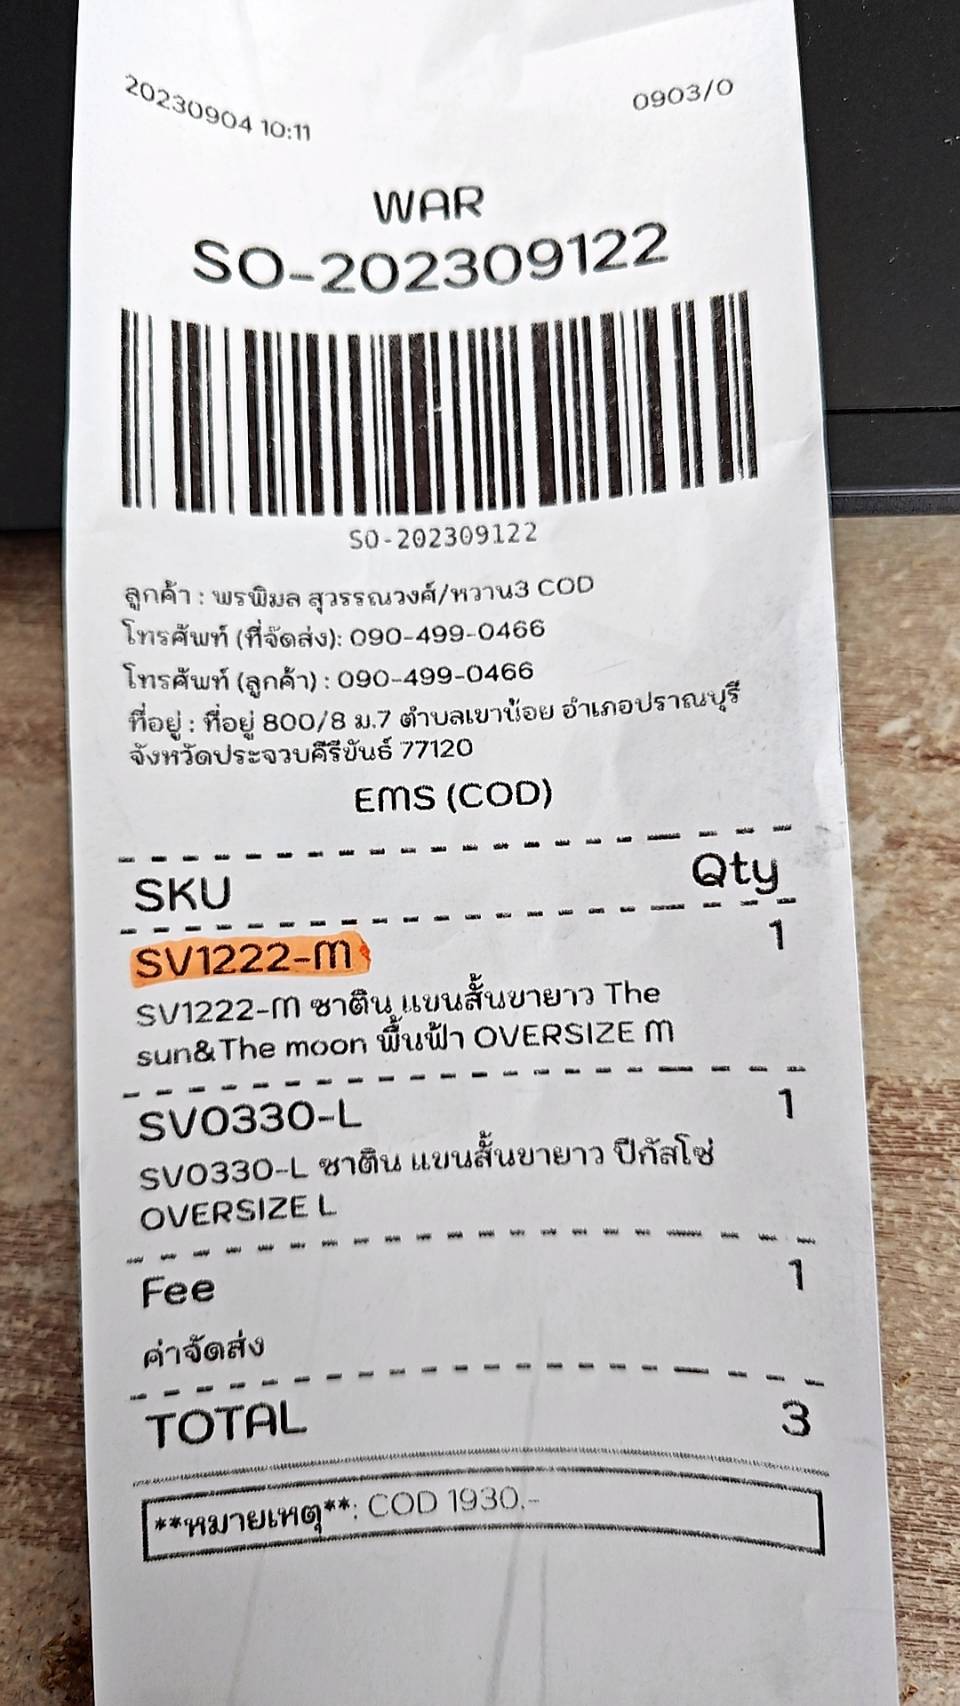 20230904 10:11
0903/0
WAR
SO-202309122
SO-202309122
ลูกค้า : พรพิมล สุวรรณวงศ์/หวาน3 COD
โทรศัพท์ (ที่จัดส่ง): 090-499-0466
โทรศัพท์ (ลูกค้า) : 090-499-0466
ที่อยู่ : ที่อยู่ 800/8 ม.7 ตำบลเขาน้อย อำเภอปราณบุรี
จังหวัดประจวบคีรีขันธ์ 77120
EMS (COD)
SKU Qty
SV1222-M 1
SV1222-M ซาติน แขนสั้นขายาว The
sun&The moon พื้นฟ้า OVERSIZE M
SV0330-L 1
SV0330-L ซาติน แขนสั้นขายาว ปีกัสโซ่
OVERSIZE L
Fee 1
ค่าจัดส่ง
TOTAL 3
**หมายเหตุ**: COD 1930.-